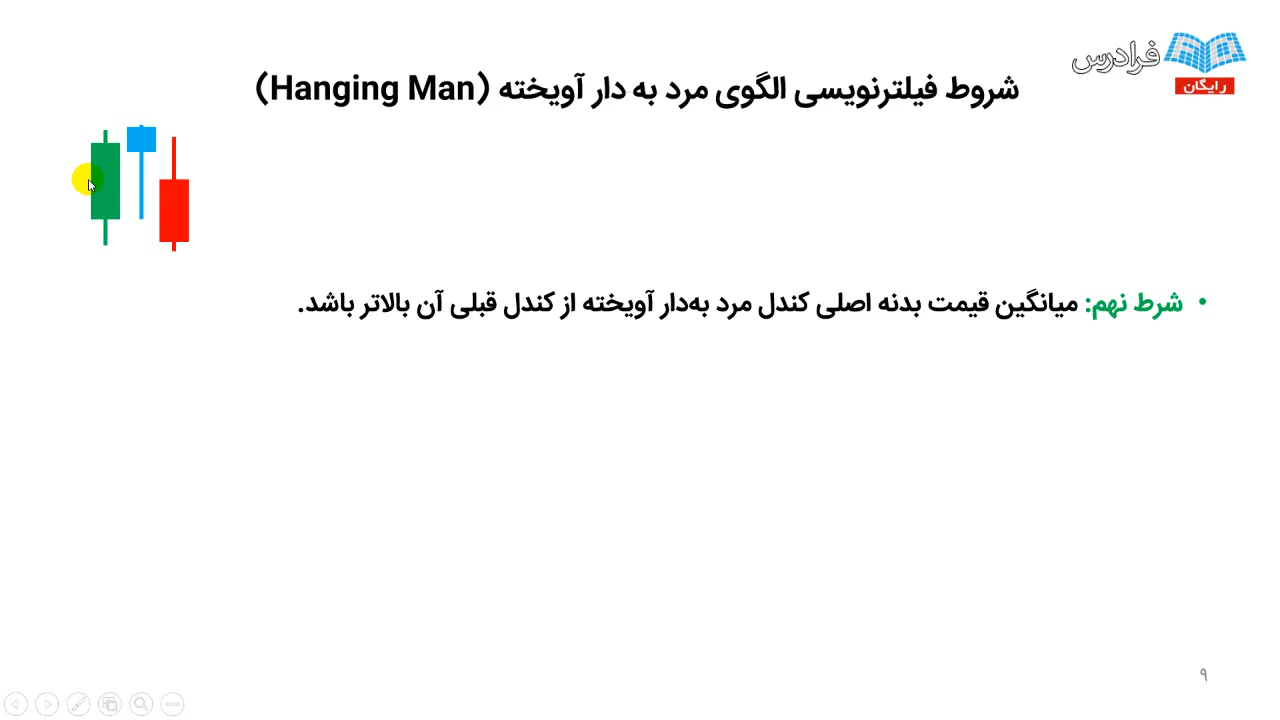 فرادرس
رایگان
شروط فیلترنویسی الگوی مرد به دار آویخته (Hanging Man)
• شرط نهم: میانگین قیمت بدنه اصلی کندل مرد به‌دار آویخته از کندل قبلی آن بالاتر باشد.
۹